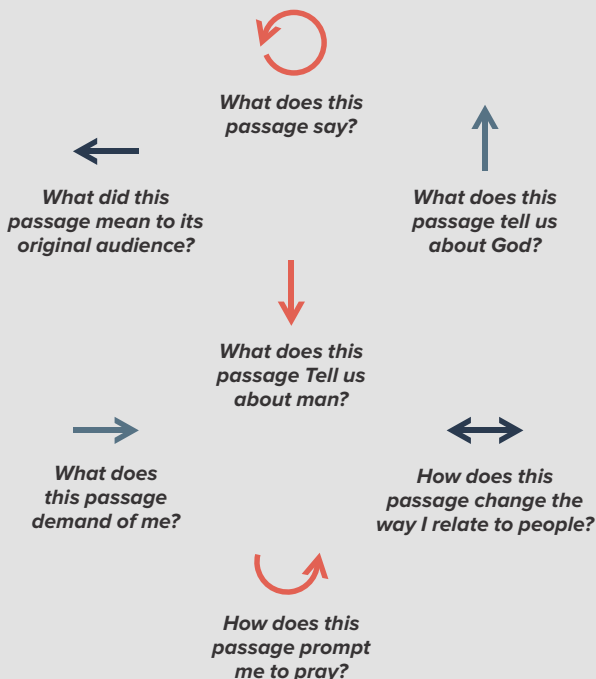 What does this
passage say?
What did this
passage mean to its
original audience?
What does this
passage tell us
about God?
What does this
passage Tell us
about man?
What does
this passage
demand of me?
How does this
passage change the
way I relate to people?
How does this
passage prompt
me to pray?